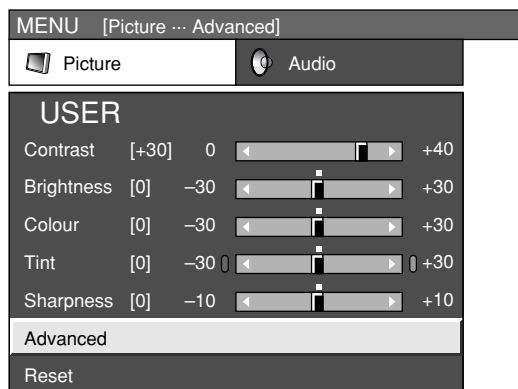 MENU [Picture ··· Advanced]
Picture Audio
USER
Contrast [+30] 0 +40
Brightness [0] –30 +30
Colour [0] –30 +30
Tint [0] –30 +30
Sharpness [0] –10 +10
Advanced
Reset